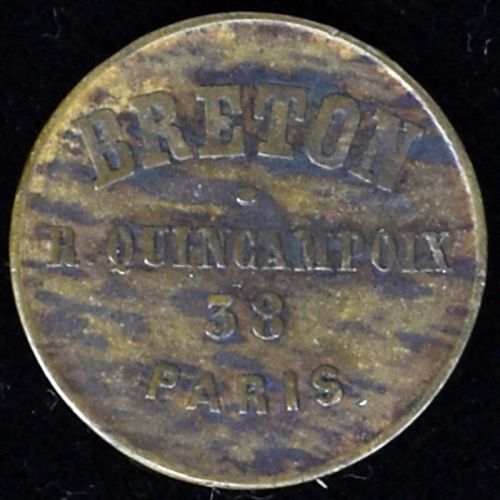 BRETON
R. QUINCAMPOIX
38
PARIS.